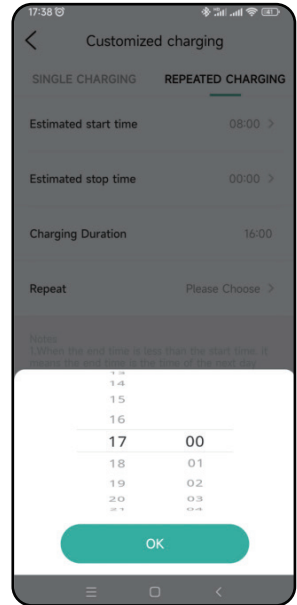 17:38
Customized charging
SINGLE CHARGING REPEATED CHARGING
Estimated start time 08:00 >
Estimated stop time 00:00 >
Charging Duration 16:00
Repeat Please Choose >
Notes:
1.When the end time is less than the start time, it
means the end time is the time of the next day
13
14
15
16
17 00
18 01
19 02
20 03
21 04
OK